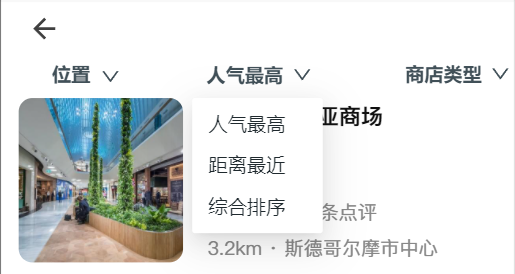 位置
人气最高
商店类型
人气最高
距离最近
综合排序
亚商场
条点评
3.2km · 斯德哥尔摩市中心